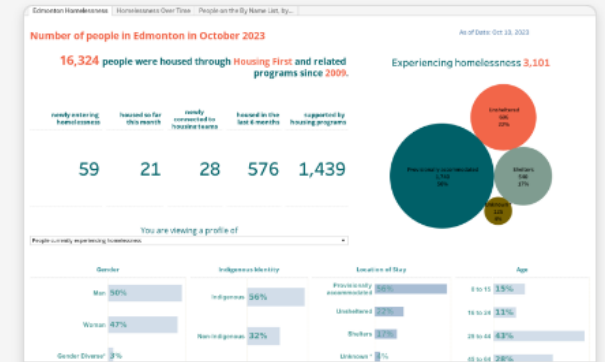 Edmonton Homelessness
Homelessness Over Time
People on the By Name List, by...
Number of people in Edmonton in October 2023
As of Date: Oct 18, 2023
16,324 people were housed through Housing First and related
programs since 2009.
Experiencing homelessness 3,101
newly entering
homelessness
housed so far
this month
newly
connected to
housing teams
housed in the
last 6 months
supported by
housing programs
59
21
28
576
1,439
Unsheltered
22%
Provisionally accommodated
Shelters
17%
You are viewing a profile of
People currently experiencing homelessness
Gender
Indigenous Identity
Location of Stay
Age
Man 50%
Woman 47%
Gender Diverse* 3%
Indigenous 56%
Non-Indigenous 32%
Provisionally
accommodated 56%
Unsheltered 22%
Shelters 17%
Unknown * 4%
0 to 15 15%
16 to 24 11%
25 to 44 43%
45 to 64 28%